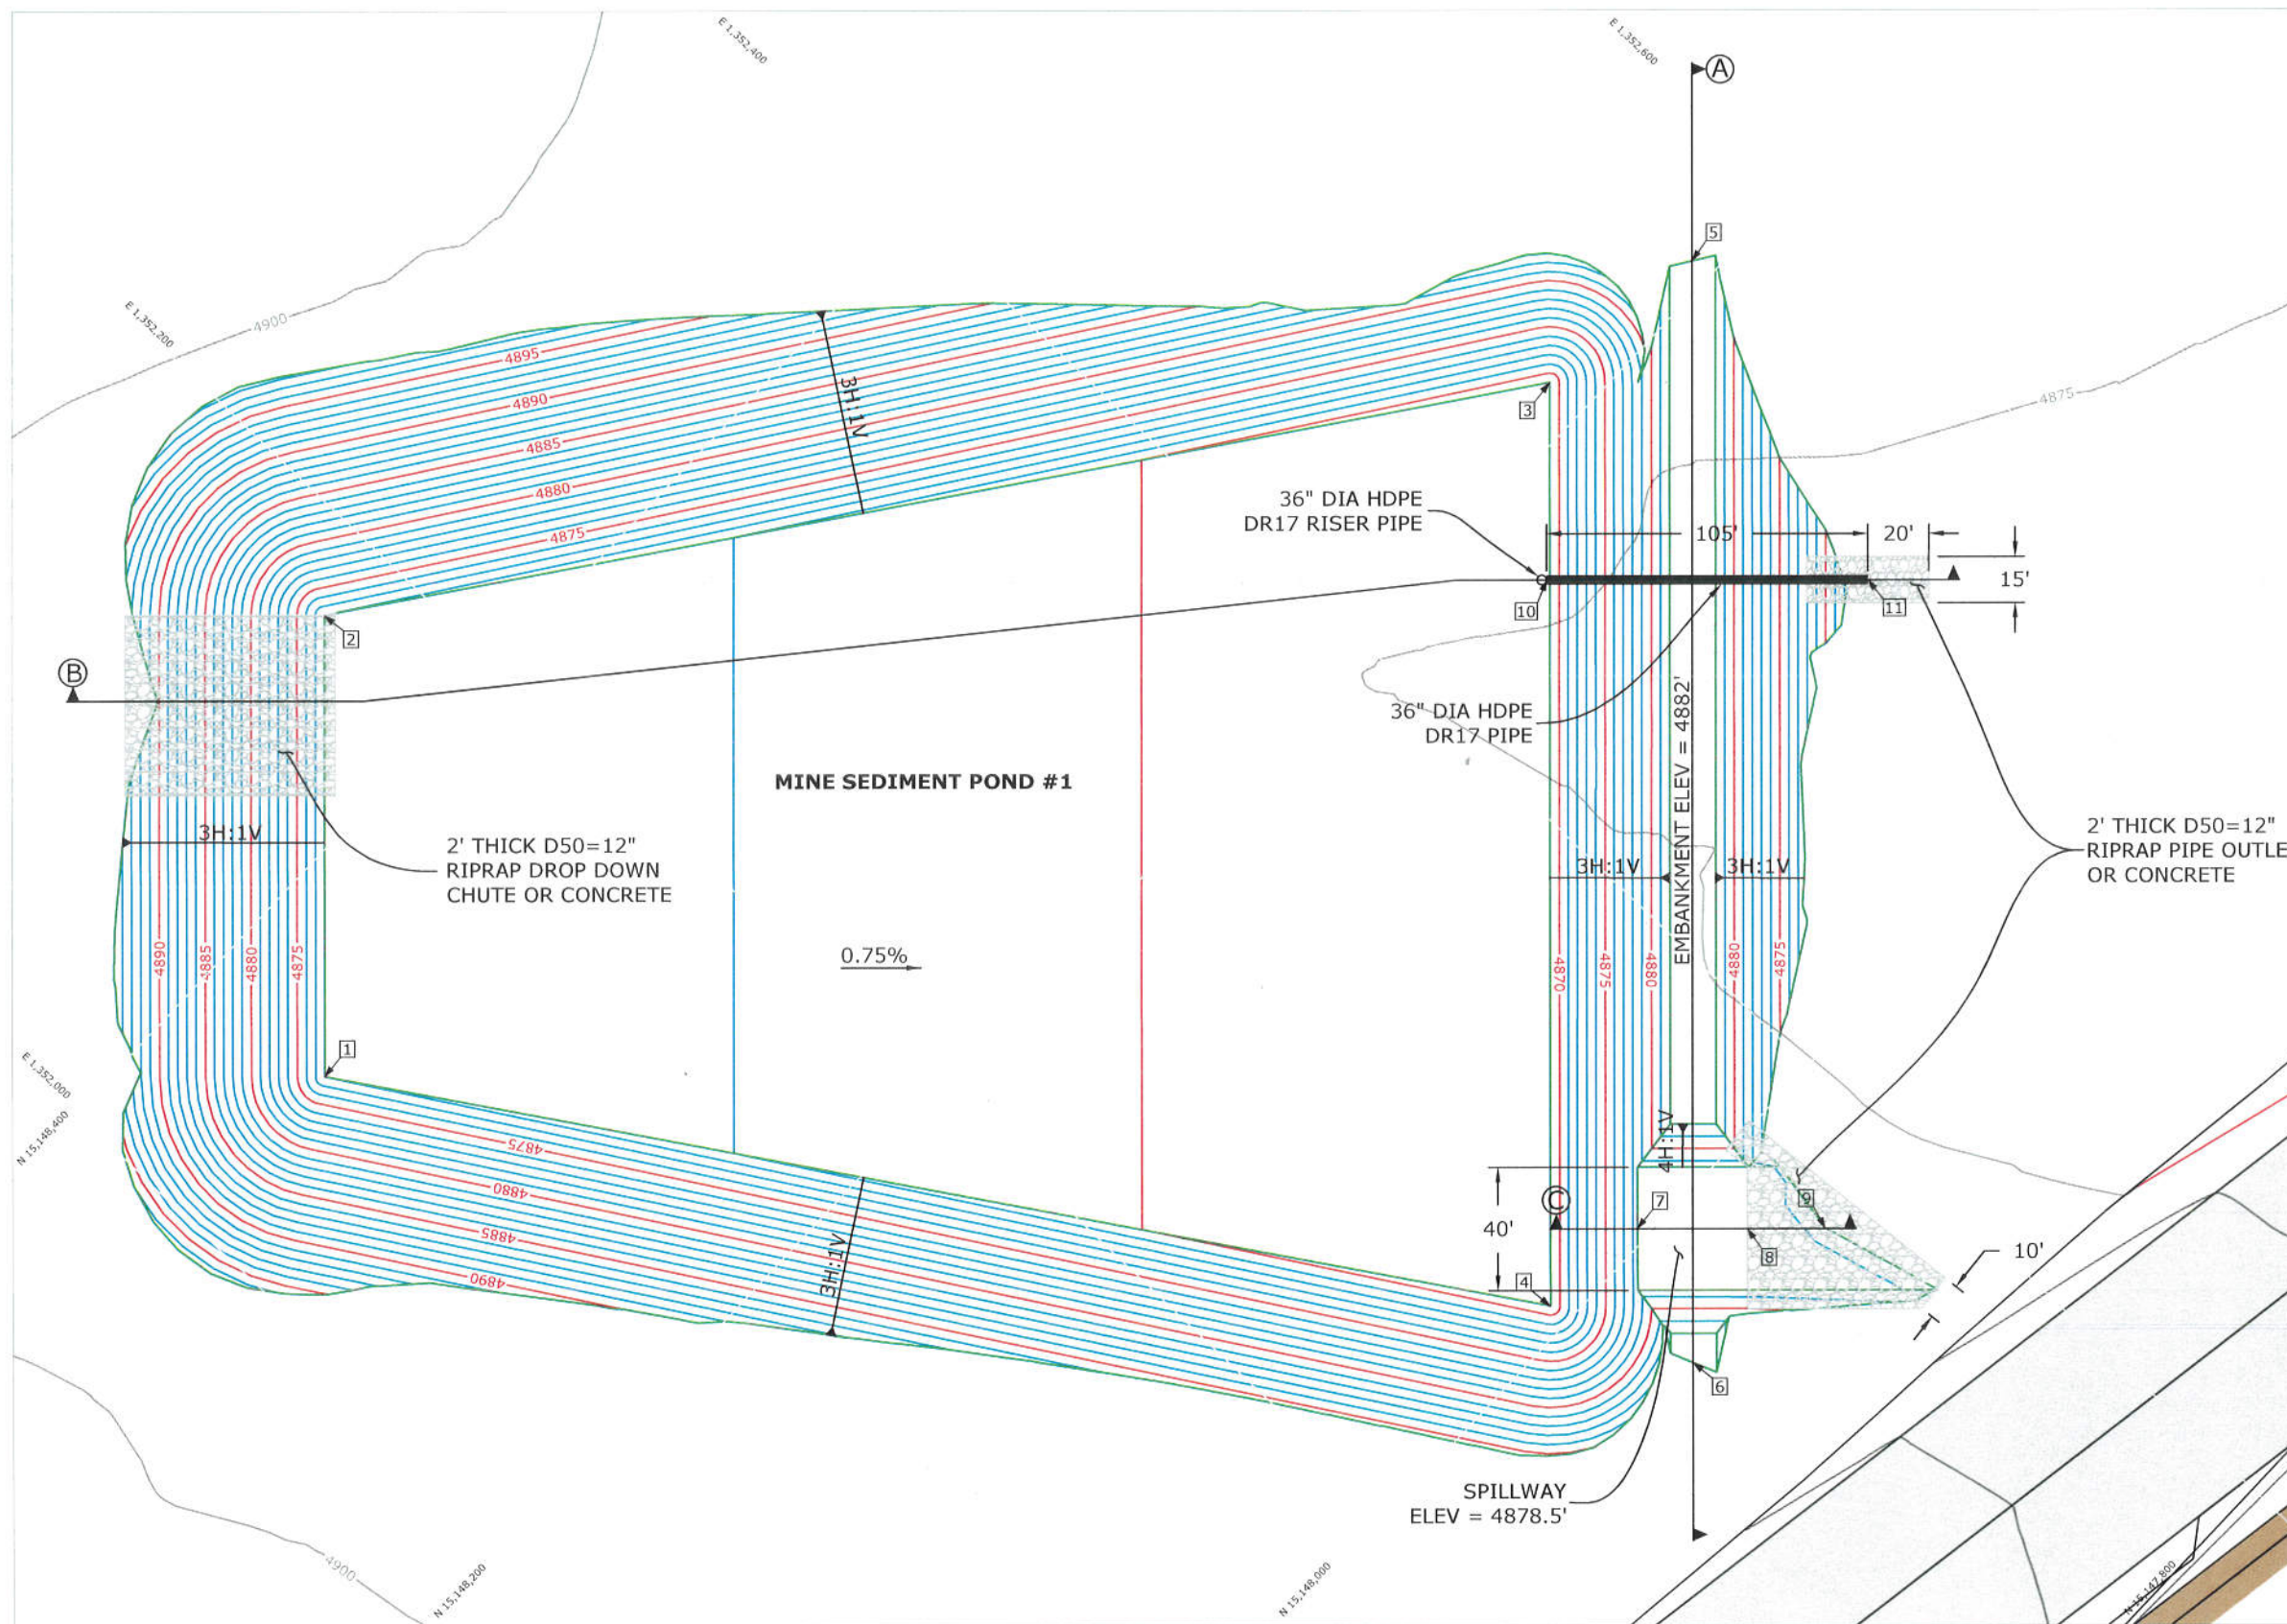 E 1,352,400
E 1,352,600
A
5
E 1,352,200
4900
4895
4890
4885
4880
4875
3H:1V
3
4875
36" DIA HDPE
DR17 RISER PIPE
105'
20'
15'
10
11
2
B
36" DIA HDPE
DR17 PIPE
EMBANKMENT ELEV = 4882'
MINE SEDIMENT POND #1
3H:1V
2' THICK D50=12"
RIPRAP DROP DOWN
CHUTE OR CONCRETE
3H:1V
3H:1V
2' THICK D50=12"
RIPRAP PIPE OUTLE
OR CONCRETE
4890
4885
4880
4875
0.75%
4870
4875
4880
4880
4875
1
E 1,352,000
N 15,148,400
4875
4880
4885
4890
3H:1V
4H:1V
C
7
9
40'
8
10'
4
6
SPILLWAY
ELEV = 4878.5'
4900
N 15,148,200
N 15,148,000
N 15,147,800